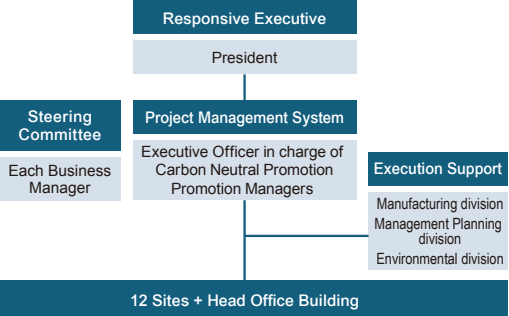 Responsive Executive
President
Steering
Committee
Each Business
Manager
Project Management System
Executive Officer in charge of
Carbon Neutral Promotion
Promotion Managers
Execution Support
Manufacturing division
Management Planning
division
Environmental division
12 Sites + Head Office Building